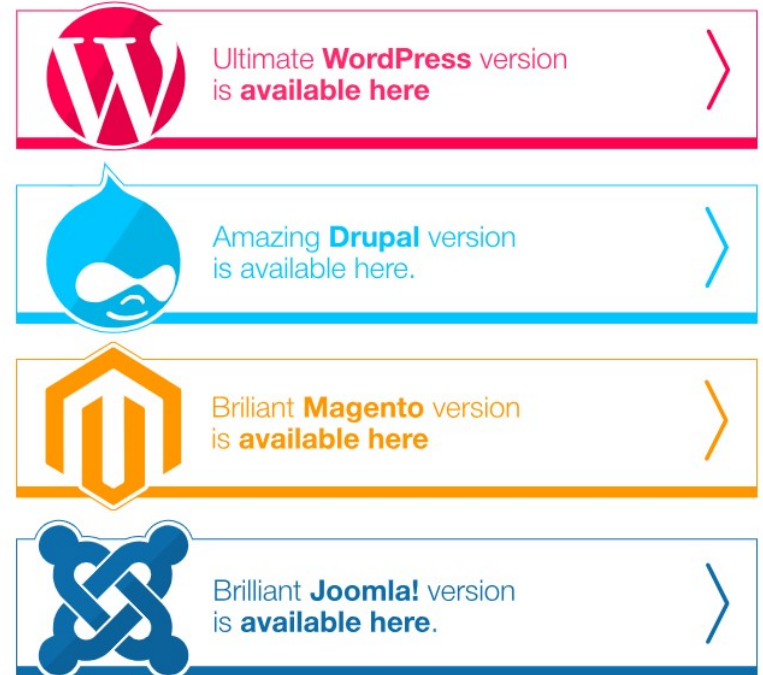 Ultimate WordPress version
is available here
Amazing Drupal version
is available here.
Briliant Magento version
is available here
Brilliant Joomla! version
is available here.